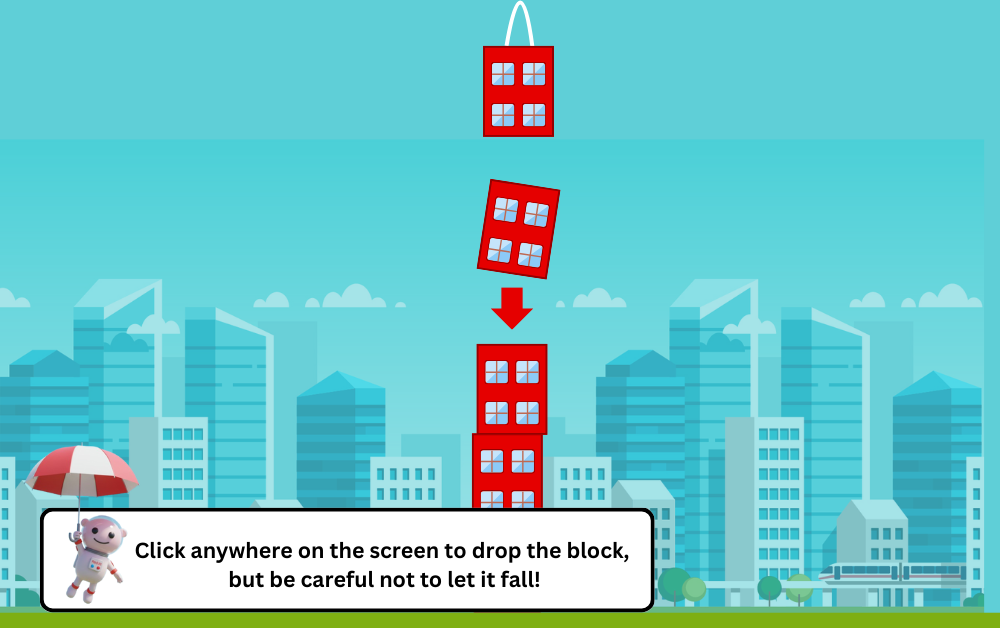 Click anywhere on the screen to drop the block,
but be careful not to let it fall!